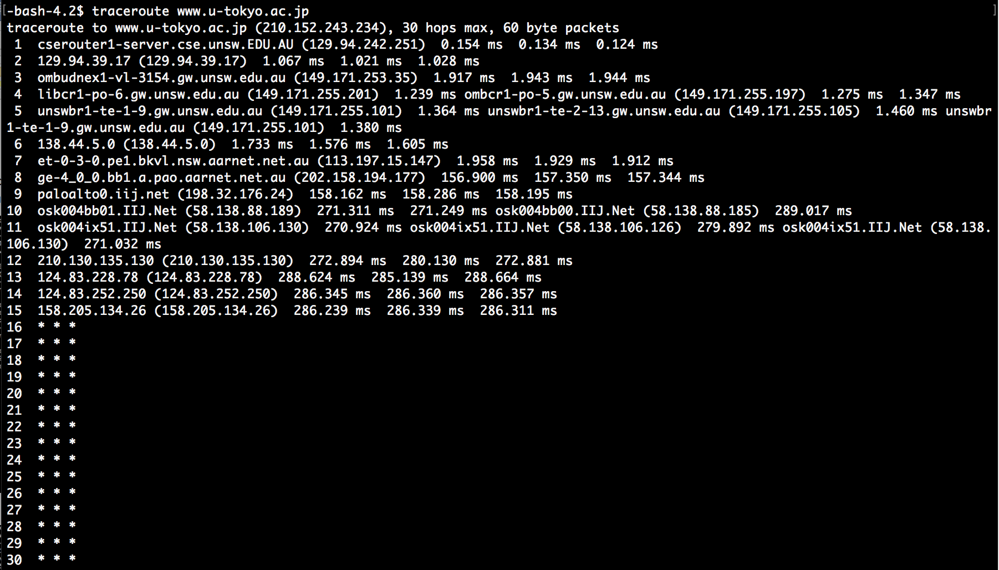 [-bash-4.2$ traceroute www.u-tokyo.ac.jp ]
traceroute to www.u-tokyo.ac.jp (210.152.243.234), 30 hops max, 60 byte packets
 1  cserouter1-server.cse.unsw.EDU.AU (129.94.242.251)  0.154 ms  0.134 ms  0.124 ms
 2  129.94.39.17 (129.94.39.17)  1.067 ms  1.021 ms  1.028 ms
 3  ombudnex1-vl-3154.gw.unsw.edu.au (149.171.253.35)  1.917 ms  1.943 ms  1.944 ms
 4  libcr1-po-6.gw.unsw.edu.au (149.171.255.201)  1.239 ms ombcr1-po-5.gw.unsw.edu.au (149.171.255.197)  1.275 ms  1.347 ms
 5  unswbr1-te-1-9.gw.unsw.edu.au (149.171.255.101)  1.364 ms unswbr1-te-2-13.gw.unsw.edu.au (149.171.255.105)  1.460 ms unswbr
1-te-1-9.gw.unsw.edu.au (149.171.255.101)  1.380 ms
 6  138.44.5.0 (138.44.5.0)  1.733 ms  1.576 ms  1.605 ms
 7  et-0-3-0.pe1.bkvl.nsw.aarnet.net.au (113.197.15.147)  1.958 ms  1.929 ms  1.912 ms
 8  ge-4_0_0.bb1.a.pao.aarnet.net.au (202.158.194.177)  156.900 ms  157.350 ms  157.344 ms
 9  paloalto0.iij.net (198.32.176.24)  158.162 ms  158.286 ms  158.195 ms
10  osk004bb01.IIJ.Net (58.138.88.189)  271.311 ms  271.249 ms osk004bb00.IIJ.Net (58.138.88.185)  289.017 ms
11  osk004ix51.IIJ.Net (58.138.106.130)  270.924 ms osk004ix51.IIJ.Net (58.138.106.126)  279.892 ms osk004ix51.IIJ.Net (58.138.
106.130)  271.032 ms
12  210.130.135.130 (210.130.135.130)  272.894 ms  280.130 ms  272.881 ms
13  124.83.228.78 (124.83.228.78)  288.624 ms  285.139 ms  288.664 ms
14  124.83.252.250 (124.83.252.250)  286.345 ms  286.360 ms  286.357 ms
15  158.205.134.26 (158.205.134.26)  286.239 ms  286.339 ms  286.311 ms
16  * * *
17  * * *
18  * * *
19  * * *
20  * * *
21  * * *
22  * * *
23  * * *
24  * * *
25  * * *
26  * * *
27  * * *
28  * * *
29  * * *
30  * * *